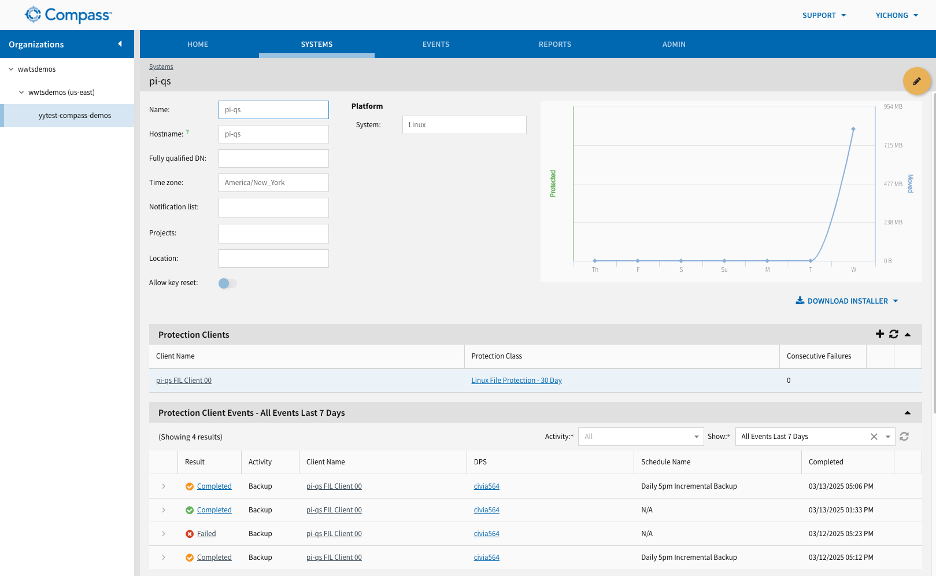 Compass
SUPPORT
YICHONG
Organizations
HOME
SYSTEMS
EVENTS
REPORTS
ADMIN
wwtsdemos
wwtsdemos (us-east)
yytest-compass-demos
Systems
pi-qs
Name:
pi-qs
Hostname: ?
pi-qs
Fully qualified DN:
Time zone:
America/New_York
Notification list:
Projects:
Location:
Allow key reset:
Platform
System:
Linux
Protected
Moved
954 MB
715 MB
477 MB
238 MB
0 B
Th F S Su M T W
DOWNLOAD INSTALLER
Protection Clients
Client Name Protection Class Consecutive Failures
pi-qs FIL Client 00 Linux File Protection - 30 Day 0
Protection Client Events - All Events Last 7 Days
(Showing 4 results) Activity:* All Show:* All Events Last 7 Days
Result Activity Client Name DPS Schedule Name Completed
Completed Backup pi-qs FIL Client 00 civia564 Daily 5pm Incremental Backup 03/13/2025 05:06 PM
Completed Backup pi-qs FIL Client 00 civia564 N/A 03/13/2025 01:33 PM
Failed Backup pi-qs FIL Client 00 civia564 N/A 03/12/2025 05:23 PM
Completed Backup pi-qs FIL Client 00 civia564 Daily 5pm Incremental Backup 03/12/2025 05:12 PM